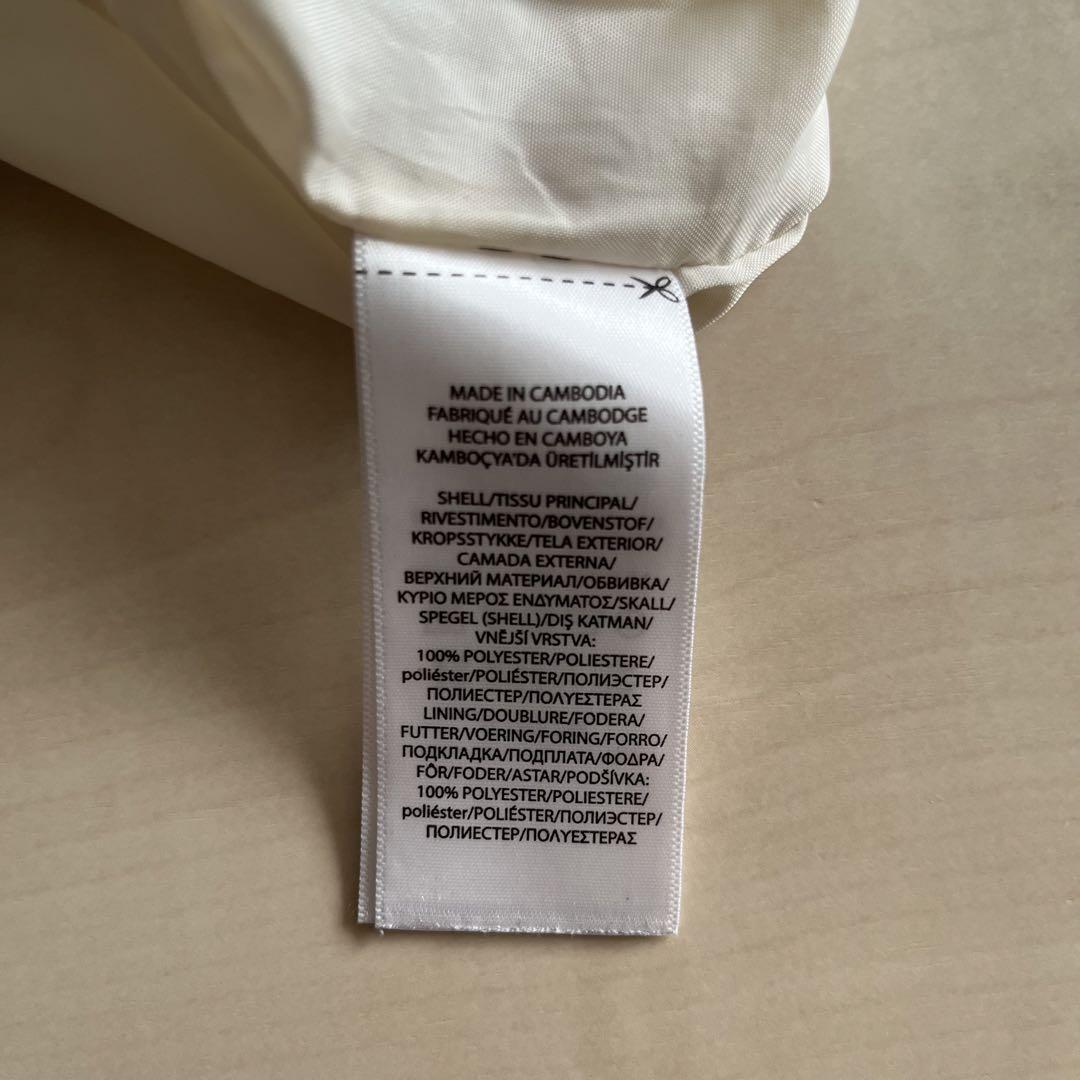 MADE IN CAMBODIA
FABRIQUÉ AU CAMBODGE
HECHO EN CAMBOYA
KAMBOÇYA'DA ÜRETİLMİŞTİR
SHELL/TISSU PRINCIPAL/
RIVESTIMENTO/BOVENSTOF/
KROPSSTYKKE/TELA EXTERIOR/
CAMADA EXTERNA/
ВЕРХНИЙ МАТЕРИАЛ/ОБВИВКА/
ΚΥΡΙΟ ΜΕΡΟΣ ΕΝΔΥΜΑΤΟΣ/SKALL/
SPEGEL (SHELL)/DIŞ KATMAN/
VNĚJŠÍ VRSTVA:
100% POLYESTER/POLIESTERE/
poliéster/POLIÉSTER/ПОЛИЭСТЕР/
ПОЛИЕСТЕР/ΠΟΛΥΕΣΤΕΡΑΣ
LINING/DOUBLURE/FODERA/
FUTTER/VOERING/FORING/FORRO/
ПОДКЛАДКА/ПОДПЛАТА/ΦΟΔΡΑ/
FÔR/FODER/ASTAR/PODŠÍVKA:
100% POLYESTER/POLIESTERE/
poliéster/POLIÉSTER/ПОЛИЭСТЕР/
ПОЛИЕСТЕР/ΠΟΛΥΕΣΤΕΡΑΣ